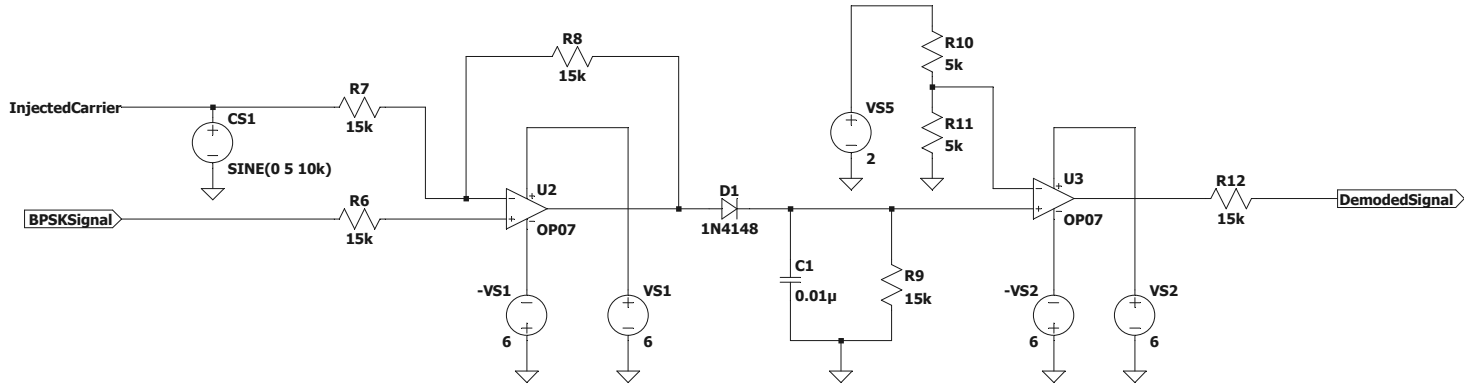 InjectedCarrier
CS1
SINE(0 5 10k)
R7
15k
R8
15k
BPSKSignal
R6
15k
U2
OP07
-VS1
6
VS1
6
D1
1N4148
C1
0.01µ
R9
15k
VS5
2
R10
5k
R11
5k
U3
OP07
-VS2
6
VS2
6
R12
15k
DemodedSignal